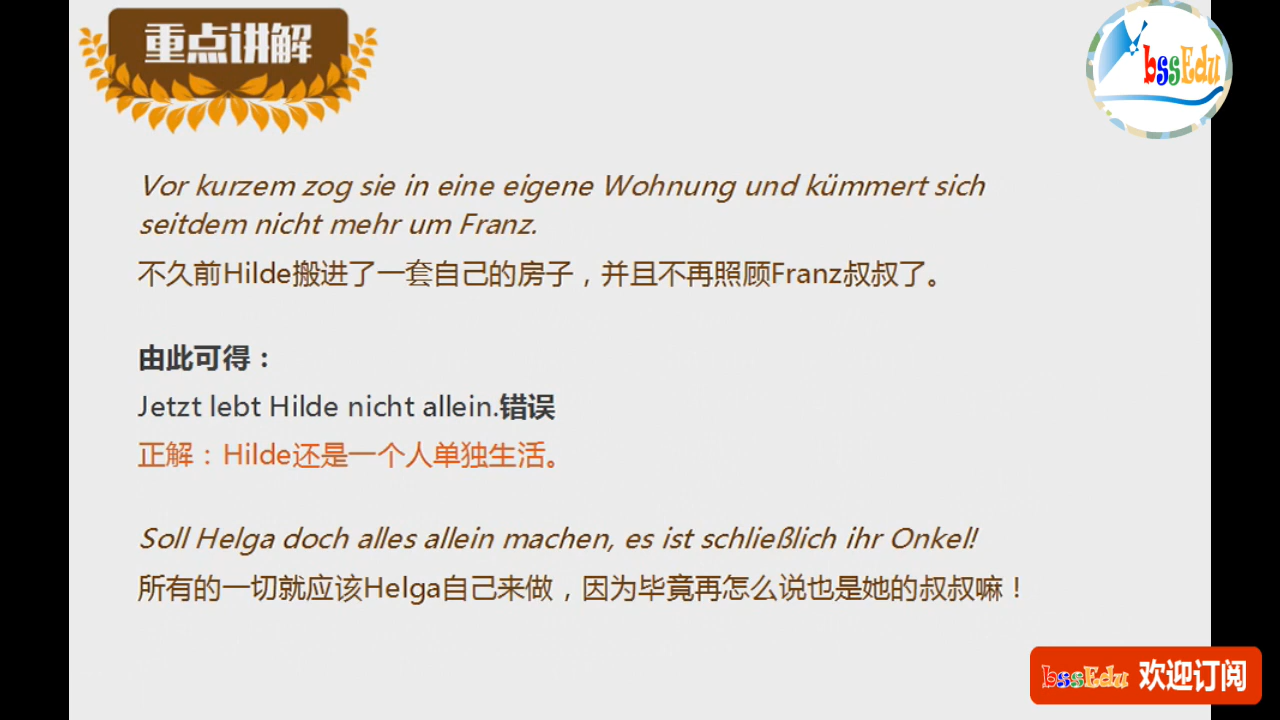 重点讲解
bssEdu
Vor kurzem zog sie in eine eigene Wohnung und kümmert sich
seitdem nicht mehr um Franz.
不久前Hilde搬进了一套自己的房子，并且不再照顾Franz叔叔了。
由此可得：
Jetzt lebt Hilde nicht allein.错误
正解：Hilde还是一个人单独生活。
Soll Helga doch alles allein machen, es ist schließlich ihr Onkel!
所有的一切就应该Helga自己来做，因为毕竟再怎么说也是她的叔叔嘛！
bssEdu 欢迎订阅